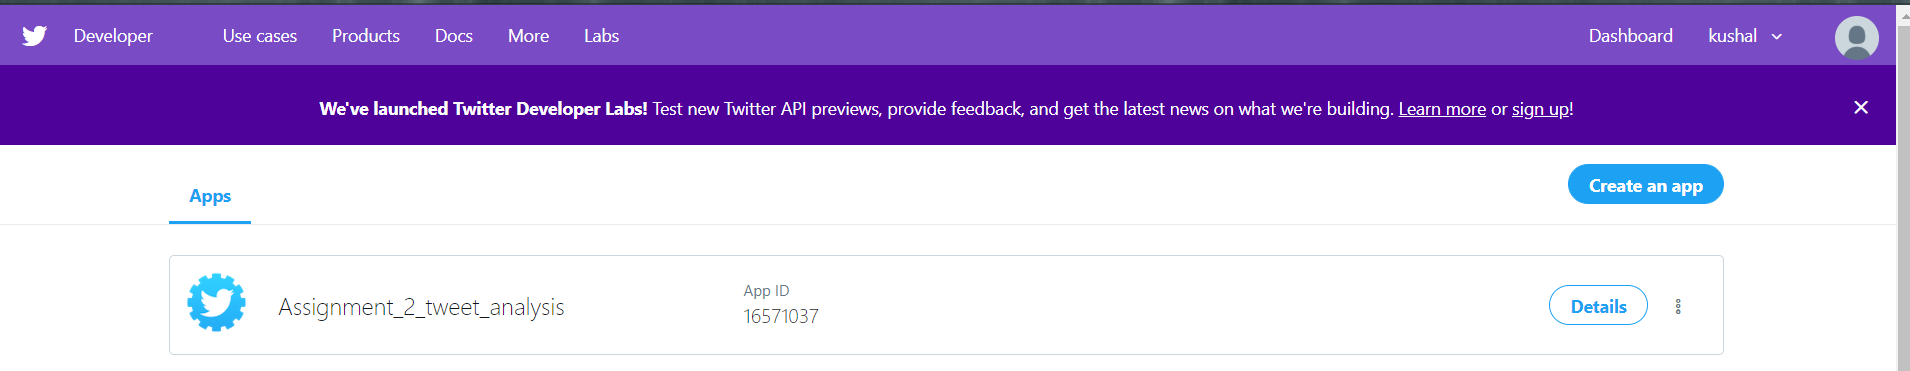 Developer Use cases Products Docs More Labs Dashboard kushal
We've launched Twitter Developer Labs! Test new Twitter API previews, provide feedback, and get the latest news on what we're building. Learn more or sign up!
Create an app
Apps
App ID
Assignment_2_tweet_analysis
16571037
Details